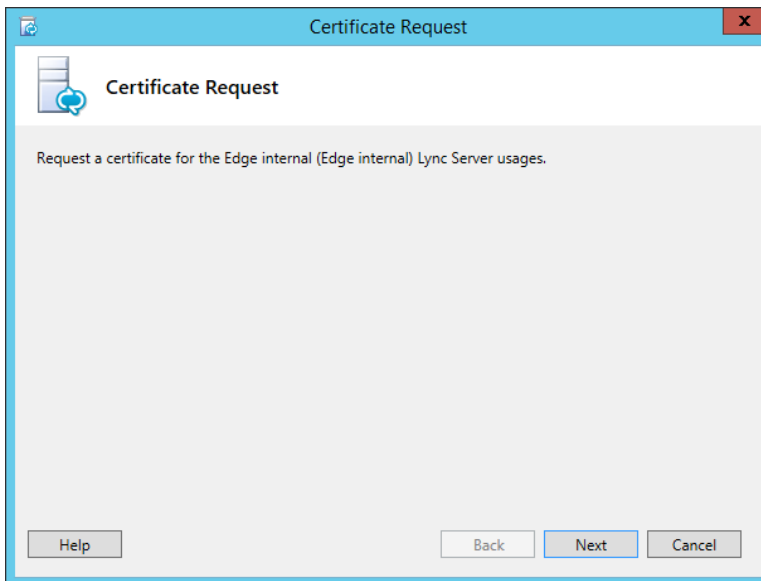 Certificate Request
x
Certificate Request
Request a certificate for the Edge internal (Edge internal) Lync Server usages.
Help
Back
Next
Cancel